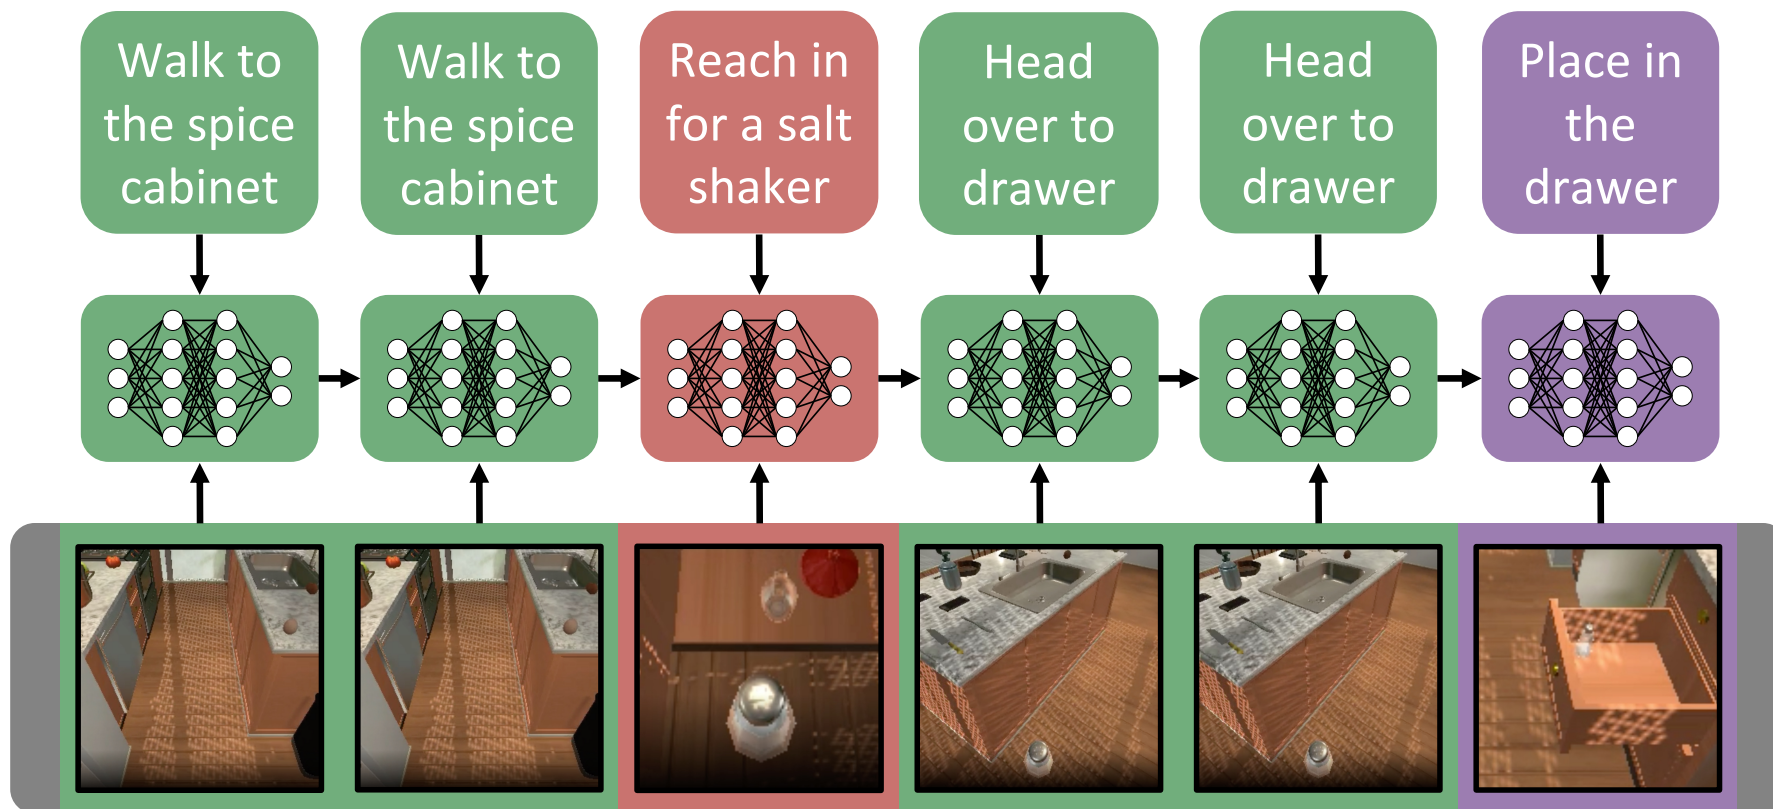 Walk to
the spice
cabinet
Walk to
the spice
cabinet
Reach in
for a salt
shaker
Head
over to
drawer
Head
over to
drawer
Place in
the
drawer